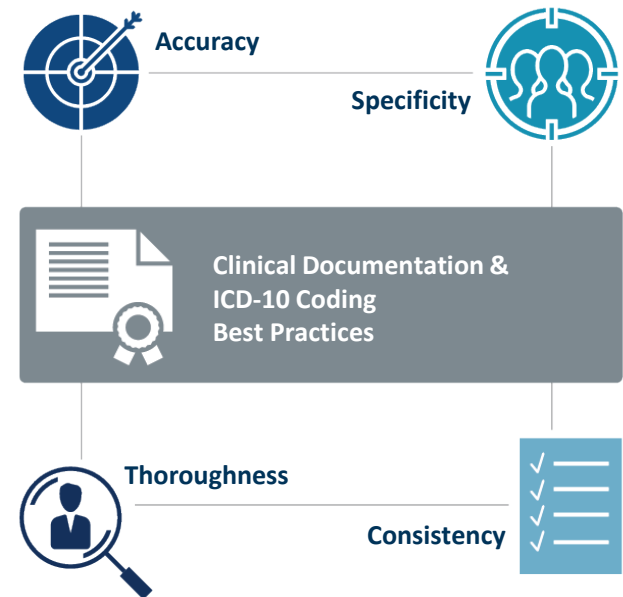 Accuracy
Specificity
Clinical Documentation &
ICD-10 Coding
Best Practices
Thoroughness
Consistency